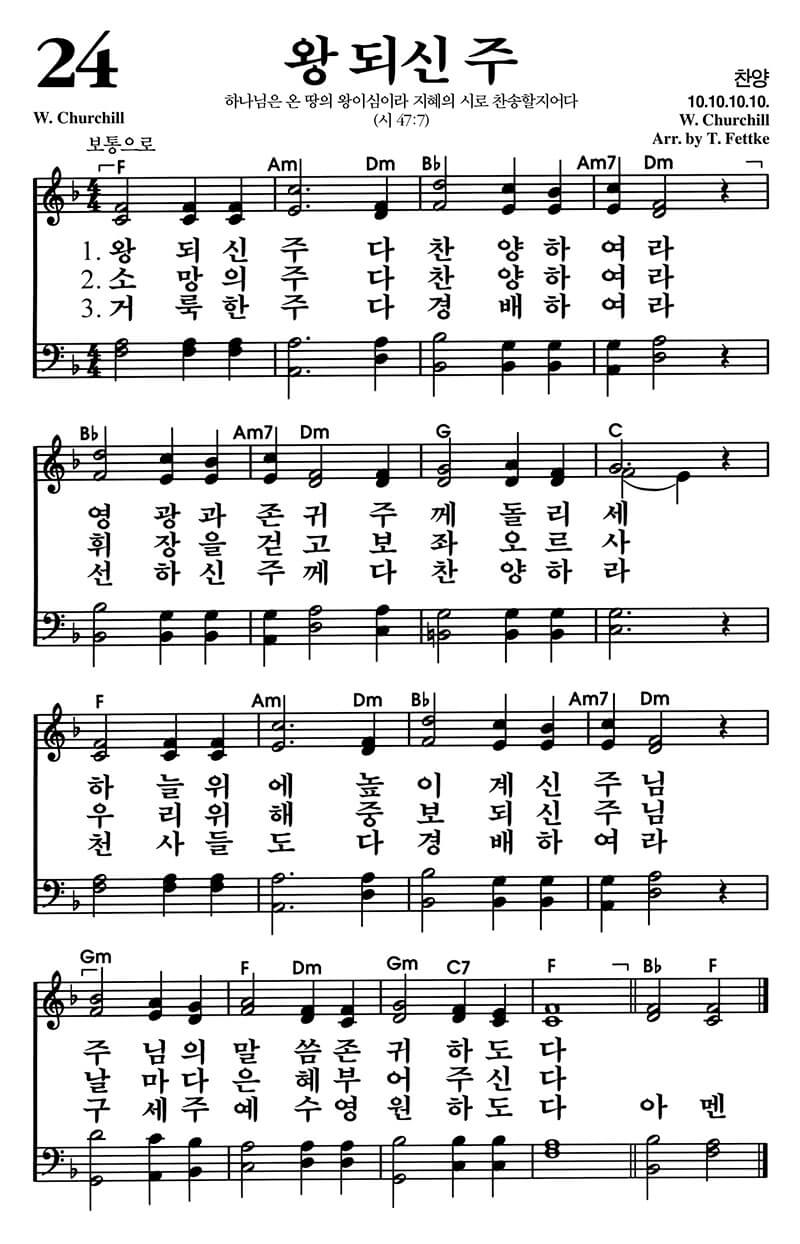 24
왕 되신 주
찬양
하나님은 온 땅의 왕이심이라 지혜의 시로 찬송할지어다
10.10.10.10.
W. Churchill
(시 47:7)
W. Churchill
Arr. by T. Fettke
보통으로
F Am Dm B♭ Am7 Dm
1. 왕 되 신 주 다 찬 양 하 여 라
2. 소 망 의 주 다 찬 양 하 여 라
3. 거 룩 한 주 다 경 배 하 여 라
B♭ Am7 Dm G C
영 광 과 존 귀 주 께 돌 리 세
휘 장 을 걷 고 보 좌 오 르 사
선 하 신 주 께 다 찬 양 하 라
F Am Dm B♭ Am7 Dm
하 늘 위 에 높 이 계 신 주 님
우 리 위 해 중 보 되 신 주 님
천 사 들 도 다 경 배 하 여 라
Gm F Dm Gm C7 F B♭ F
주 님 의 말 씀 존 귀 하 도 다
날 마 다 은 혜 부 어 주 신 다
구 세 주 예 수 영 원 하 도 다 아 멘